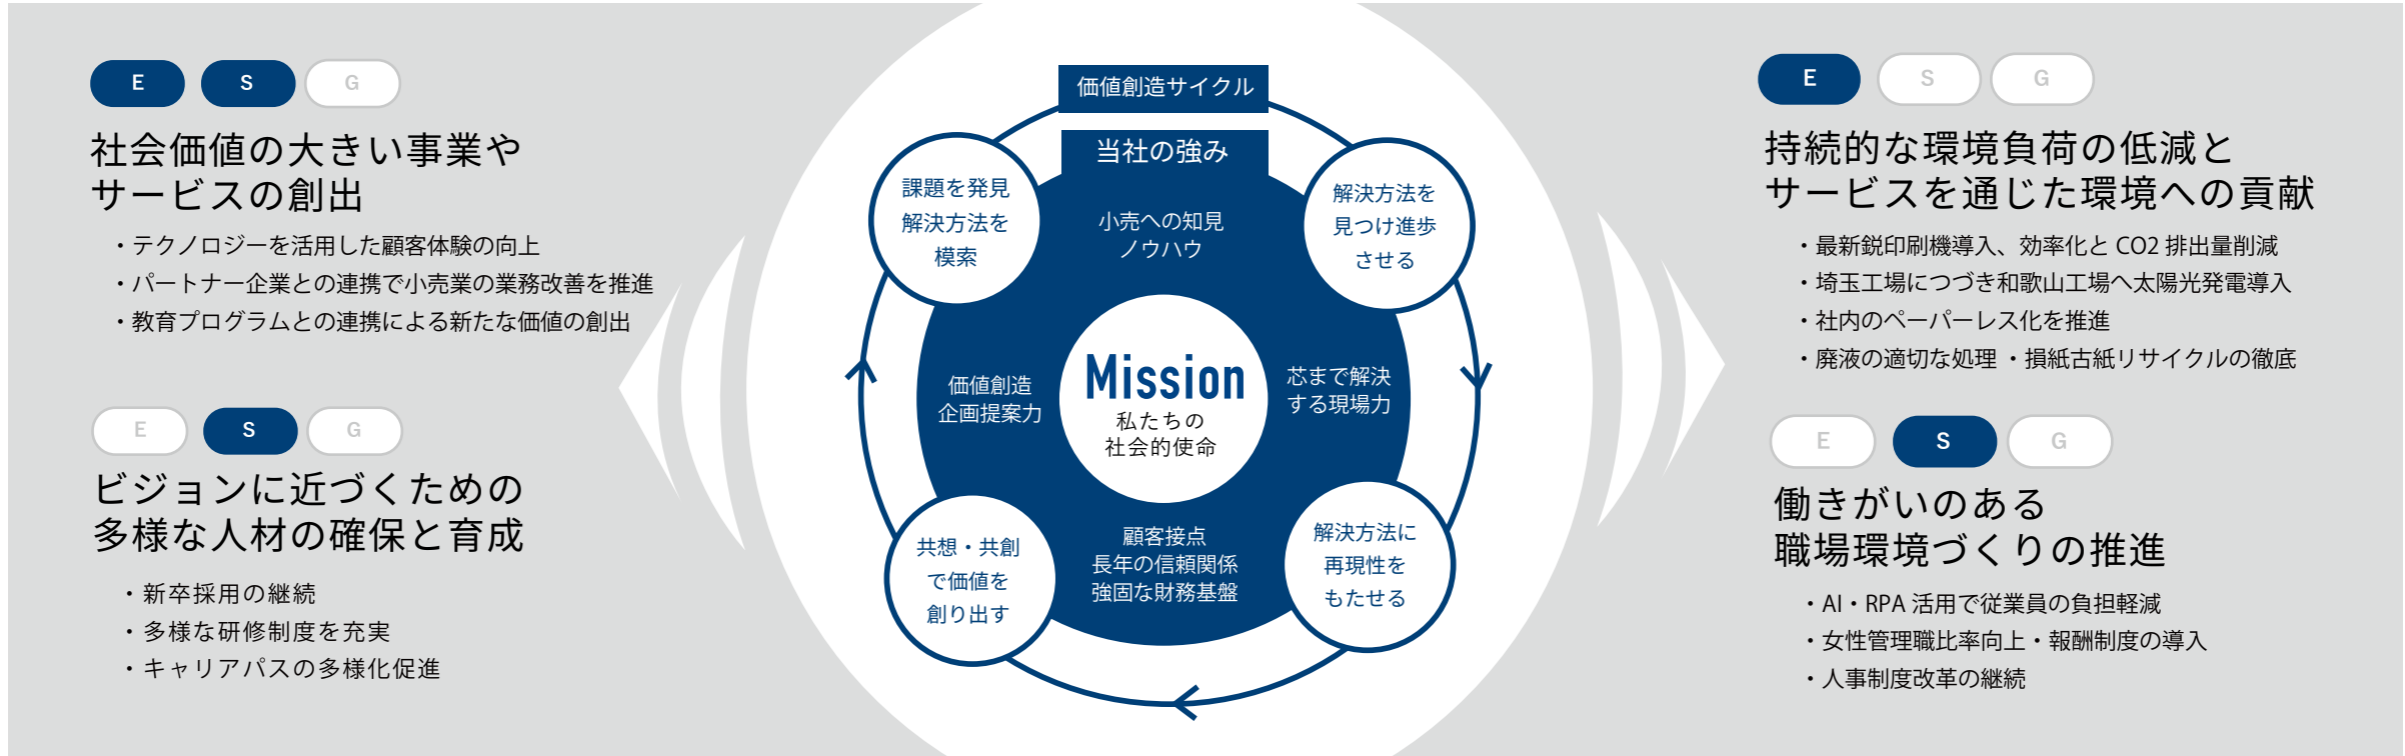 E S G
社会価値の大きい事業や
サービスの創出
・テクノロジーを活用した顧客体験の向上
・パートナー企業との連携で小売業の業務改善を推進
・教育プログラムとの連携による新たな価値の創出
E S G
ビジョンに近づくための
多様な人材の確保と育成
・新卒採用の継続
・多様な研修制度を充実
・キャリアパスの多様化促進
価値創造サイクル
当社の強み
課題を発見
解決方法を
模索
小売への知見
ノウハウ
解決方法を
見つけ進歩
させる
価値創造
企画提案力
Mission
私たちの
社会的使命
芯まで解決
する現場力
共想・共創
で価値を
創り出す
顧客接点
長年の信頼関係
強固な財務基盤
解決方法に
再現性を
もたせる
E S G
持続的な環境負荷の低減と
サービスを通じた環境への貢献
・最新鋭印刷機導入、効率化と CO2 排出量削減
・埼玉工場につづき和歌山工場へ太陽光発電導入
・社内のペーパーレス化を推進
・廃液の適切な処理 ・損紙古紙リサイクルの徹底
E S G
働きがいのある
職場環境づくりの推進
・AI・RPA 活用で従業員の負担軽減
・女性管理職比率向上・報酬制度の導入
・人事制度改革の継続